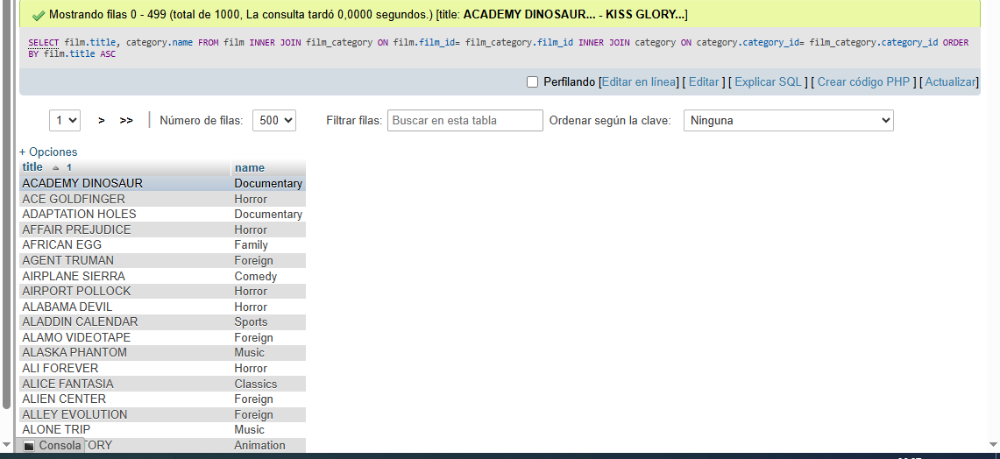 Mostrando filas 0 - 499 (total de 1000, La consulta tardó 0,0000 segundos.) [title: ACADEMY DINOSAUR... - KISS GLORY...]
SELECT film.title, category.name FROM film INNER JOIN film_category ON film.film_id= film_category.film_id INNER JOIN category ON category.category_id= film_category.category_id ORDER
BY film.title ASC
Perfilando [Editar en línea] [ Editar ] [ Explicar SQL ] [ Crear código PHP ] [ Actualizar]
1 > >> Número de filas: 500 Filtrar filas: Buscar en esta tabla Ordenar según la clave: Ninguna
+ Opciones
title 1 name
ACADEMY DINOSAUR Documentary
ACE GOLDFINGER Horror
ADAPTATION HOLES Documentary
AFFAIR PREJUDICE Horror
AFRICAN EGG Family
AGENT TRUMAN Foreign
AIRPLANE SIERRA Comedy
AIRPORT POLLOCK Horror
ALABAMA DEVIL Horror
ALADDIN CALENDAR Sports
ALAMO VIDEOTAPE Foreign
ALASKA PHANTOM Music
ALI FOREVER Horror
ALICE FANTASIA Classics
ALIEN CENTER Foreign
ALLEY EVOLUTION Foreign
ALONE TRIP Music
Consola TORY Animation